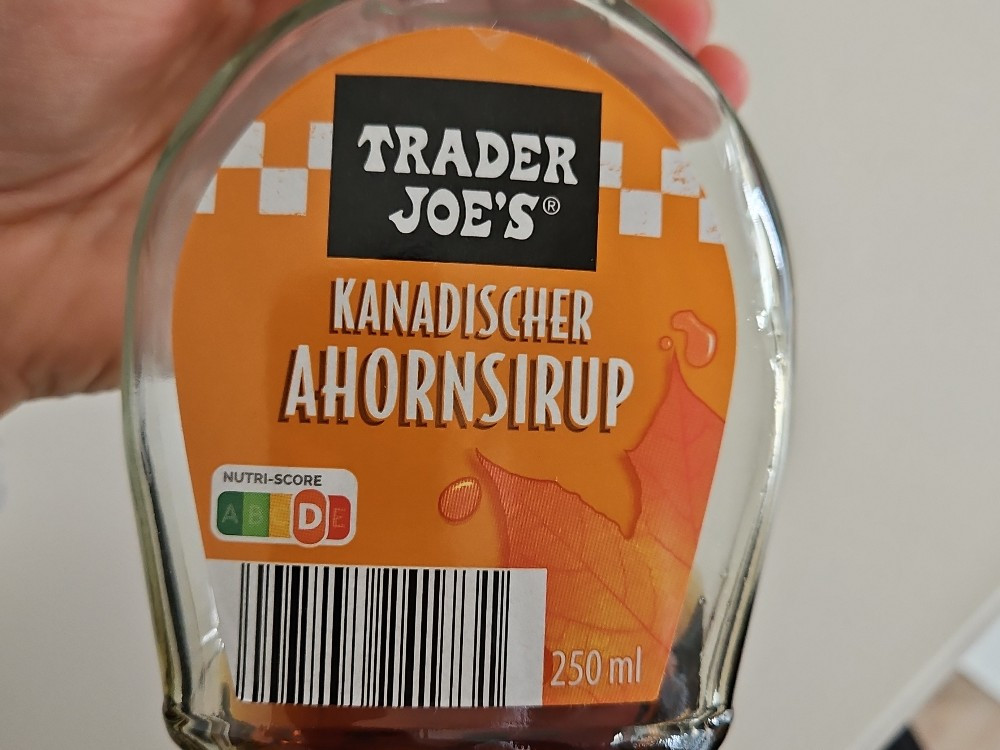 TRADER
JOE'S®
KANADISCHER
AHORNSIRUP
NUTRI-SCORE
A B C D E
250 ml